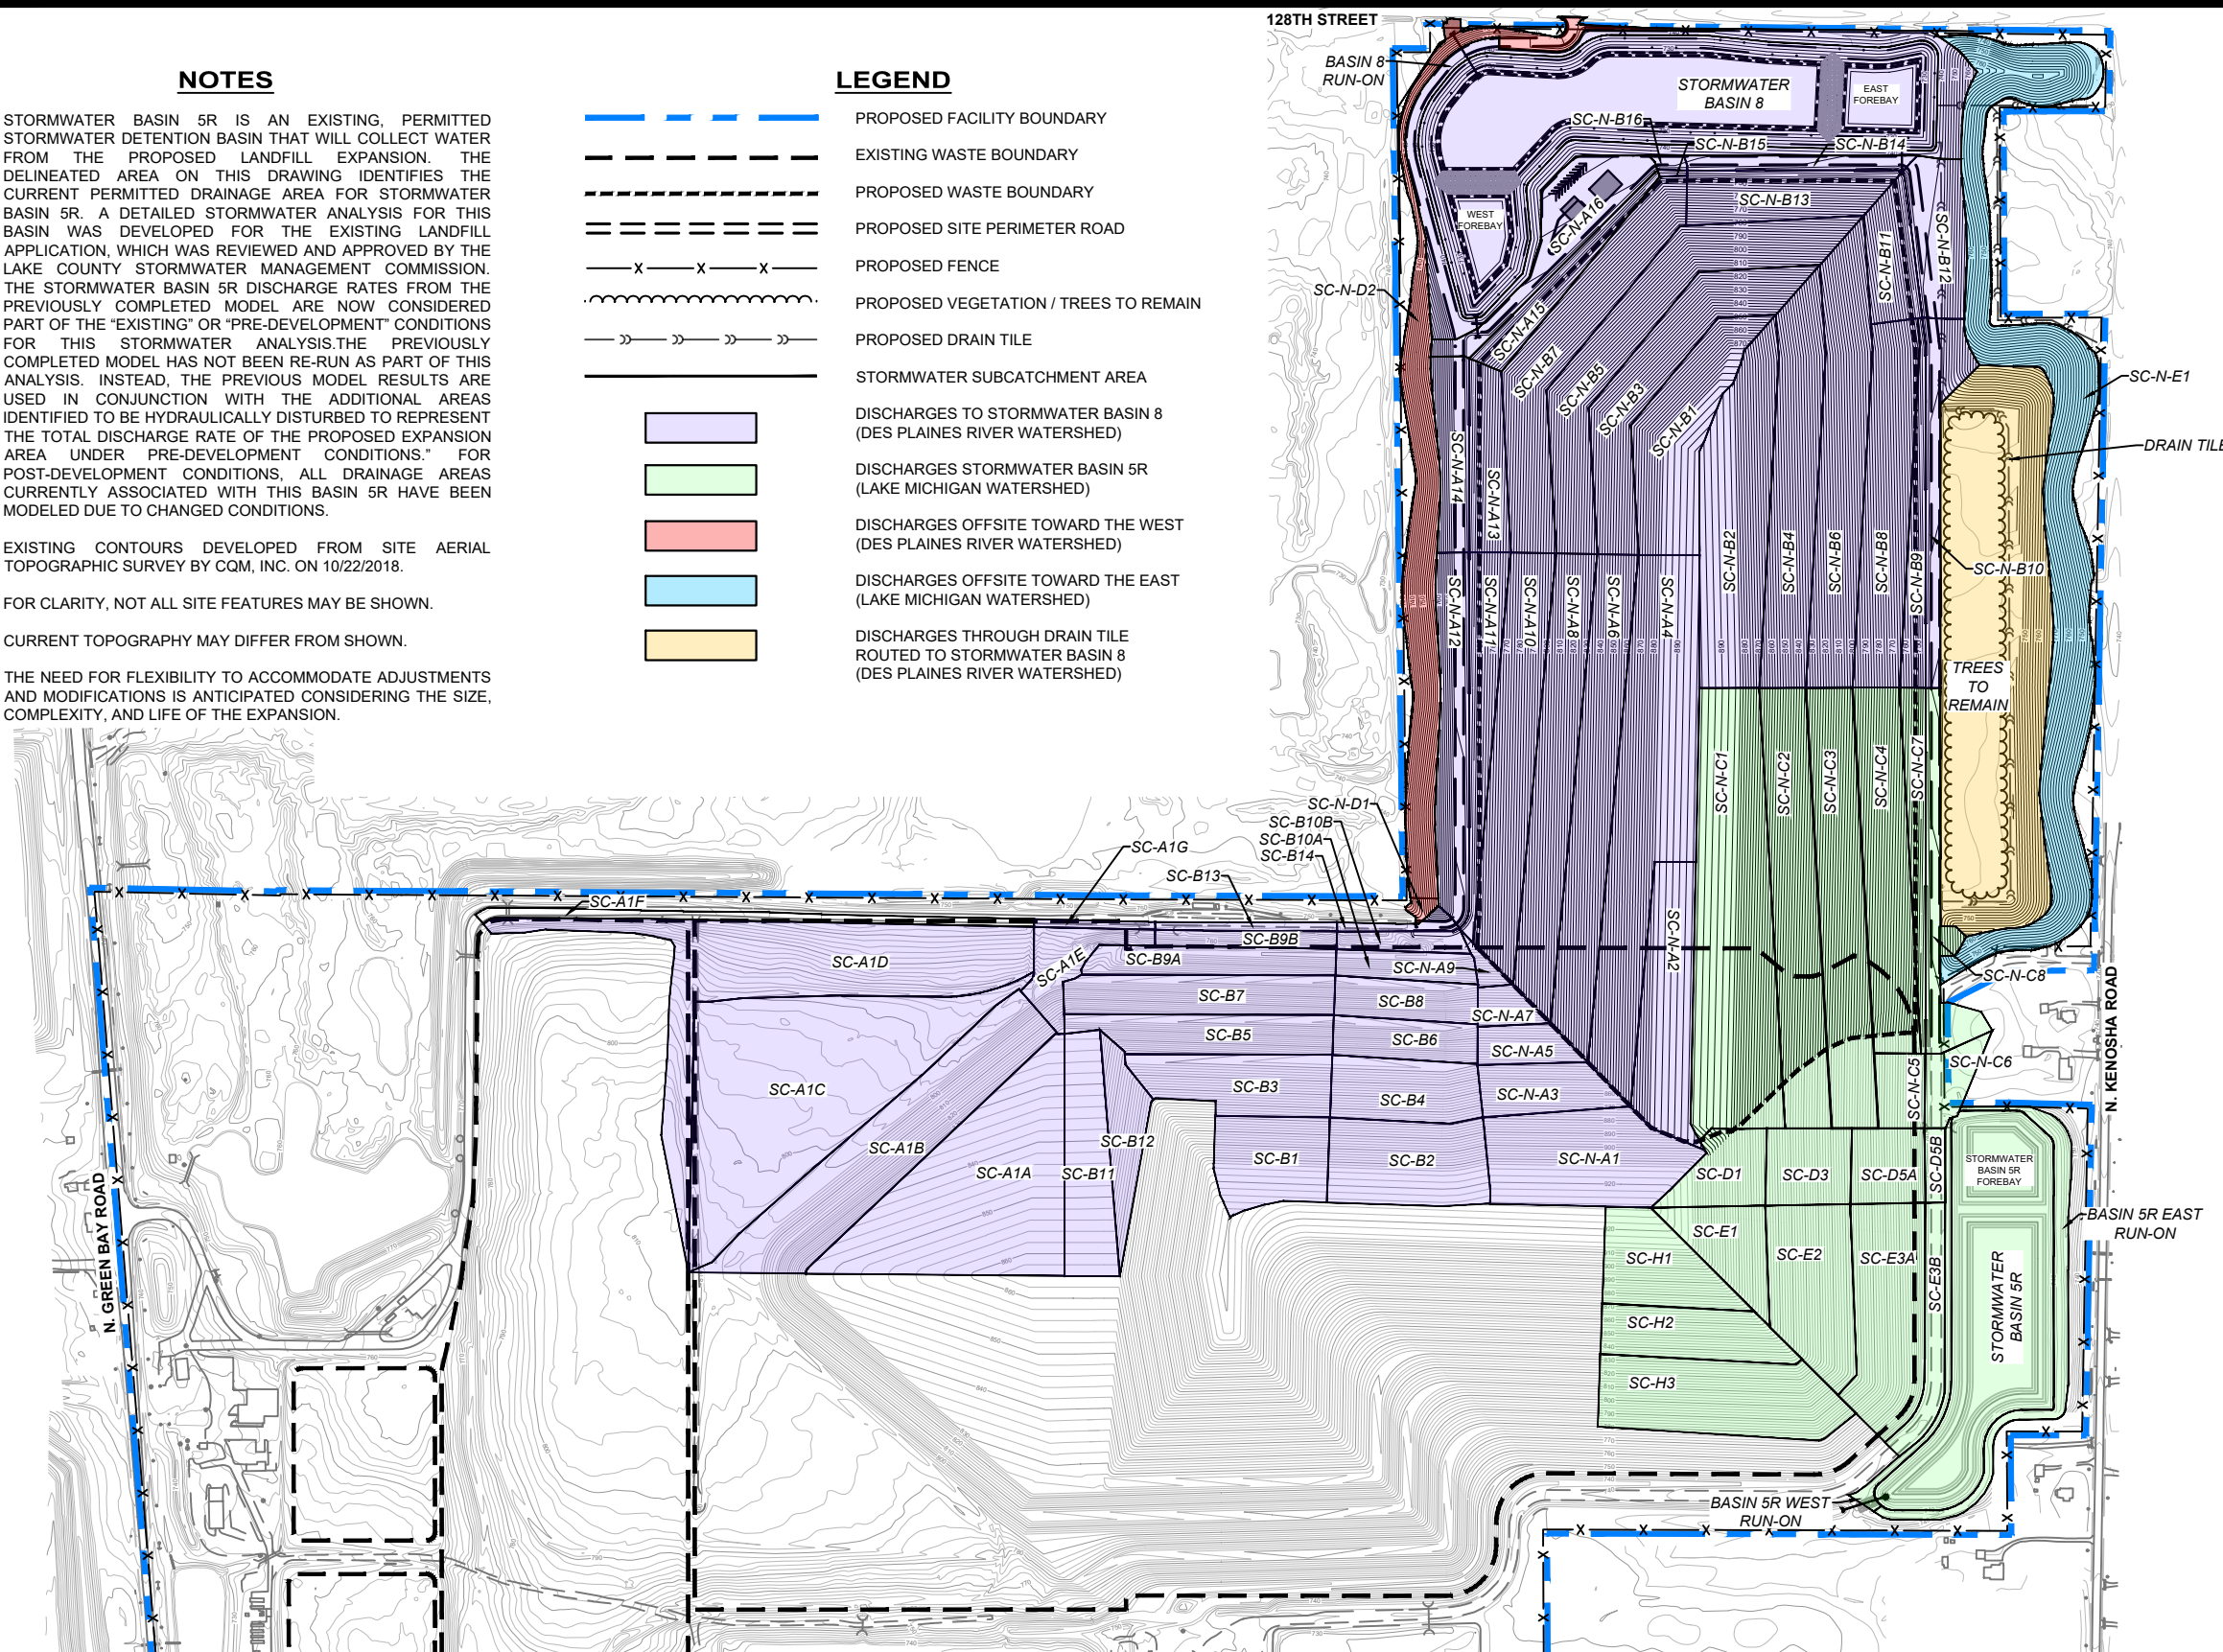 NOTES
STORMWATER BASIN 5R IS AN EXISTING, PERMITTED
STORMWATER DETENTION BASIN THAT WILL COLLECT WATER
FROM THE PROPOSED LANDFILL EXPANSION. THE
DELINEATED AREA ON THIS DRAWING IDENTIFIES THE
CURRENT PERMITTED DRAINAGE AREA FOR STORMWATER
BASIN 5R. A DETAILED STORMWATER ANALYSIS FOR THIS
BASIN WAS DEVELOPED FOR THE EXISTING LANDFILL
APPLICATION, WHICH WAS REVIEWED AND APPROVED BY THE
LAKE COUNTY STORMWATER MANAGEMENT COMMISSION.
THE STORMWATER BASIN 5R DISCHARGE RATES FROM THE
PREVIOUSLY COMPLETED MODEL ARE NOW CONSIDERED
PART OF THE “EXISTING” OR “PRE-DEVELOPMENT” CONDITIONS
FOR THIS STORMWATER ANALYSIS.THE PREVIOUSLY
COMPLETED MODEL HAS NOT BEEN RE-RUN AS PART OF THIS
ANALYSIS. INSTEAD, THE PREVIOUS MODEL RESULTS ARE
USED IN CONJUNCTION WITH THE ADDITIONAL AREAS
IDENTIFIED TO BE HYDRAULICALLY DISTURBED TO REPRESENT
THE TOTAL DISCHARGE RATE OF THE PROPOSED EXPANSION
AREA UNDER PRE-DEVELOPMENT CONDITIONS.” FOR
POST-DEVELOPMENT CONDITIONS, ALL DRAINAGE AREAS
CURRENTLY ASSOCIATED WITH THIS BASIN 5R HAVE BEEN
MODELED DUE TO CHANGED CONDITIONS.
EXISTING CONTOURS DEVELOPED FROM SITE AERIAL
TOPOGRAPHIC SURVEY BY CQM, INC. ON 10/22/2018.
FOR CLARITY, NOT ALL SITE FEATURES MAY BE SHOWN.
CURRENT TOPOGRAPHY MAY DIFFER FROM SHOWN.
THE NEED FOR FLEXIBILITY TO ACCOMMODATE ADJUSTMENTS
AND MODIFICATIONS IS ANTICIPATED CONSIDERING THE SIZE,
COMPLEXITY, AND LIFE OF THE EXPANSION.
LEGEND
PROPOSED FACILITY BOUNDARY
EXISTING WASTE BOUNDARY
PROPOSED WASTE BOUNDARY
PROPOSED SITE PERIMETER ROAD
PROPOSED FENCE
PROPOSED VEGETATION / TREES TO REMAIN
PROPOSED DRAIN TILE
STORMWATER SUBCATCHMENT AREA
DISCHARGES TO STORMWATER BASIN 8
(DES PLAINES RIVER WATERSHED)
DISCHARGES STORMWATER BASIN 5R
(LAKE MICHIGAN WATERSHED)
DISCHARGES OFFSITE TOWARD THE WEST
(DES PLAINES RIVER WATERSHED)
DISCHARGES OFFSITE TOWARD THE EAST
(LAKE MICHIGAN WATERSHED)
DISCHARGES THROUGH DRAIN TILE
ROUTED TO STORMWATER BASIN 8
(DES PLAINES RIVER WATERSHED)
128TH STREET
BASIN 8
RUN-ON
STORMWATER
BASIN 8
EAST
FOREBAY
SC-N-B16
SC-N-B15
SC-N-B14
SC-N-B13
WEST
FOREBAY
SC-N-A16
SC-N-B11
SC-N-B12
SC-N-D2
SC-N-A15
SC-N-B7
SC-N-B5
SC-N-B3
SC-N-B1
SC-N-E1
DRAIN TILE
SC-N-A14
SC-N-A13
SC-N-B2
SC-N-B4
SC-N-B6
SC-N-B8
SC-N-B9
SC-N-B10
SC-N-A12
SC-N-A11
SC-N-A10
SC-N-A8
SC-N-A6
SC-N-A4
TREES
TO
REMAIN
SC-N-C1
SC-N-C2
SC-N-C3
SC-N-C4
SC-N-C7
SC-N-D1
SC-B10B
SC-B10A
SC-B14
SC-A1G
SC-B13
SC-A1F
SC-B9B
SC-B9A
SC-A1D
SC-A1E
SC-N-A9
SC-N-A2
SC-N-C8
SC-B7
SC-B8
SC-N-A7
SC-B5
SC-B6
SC-N-A5
SC-N-C5
SC-N-C6
SC-A1C
SC-B3
SC-B4
SC-N-A3
N. KENOSHA ROAD
SC-A1B
SC-A1A
SC-B11
SC-B12
SC-B1
SC-B2
SC-N-A1
SC-D1
SC-D3
SC-D5A
SC-D5B
STORMWATER
BASIN 5R
FOREBAY
N. GREEN BAY ROAD
BASIN 5R EAST
RUN-ON
SC-E1
SC-E2
SC-E3A
SC-E3B
STORMWATER
BASIN 5R
SC-H1
SC-H2
SC-H3
BASIN 5R WEST
RUN-ON